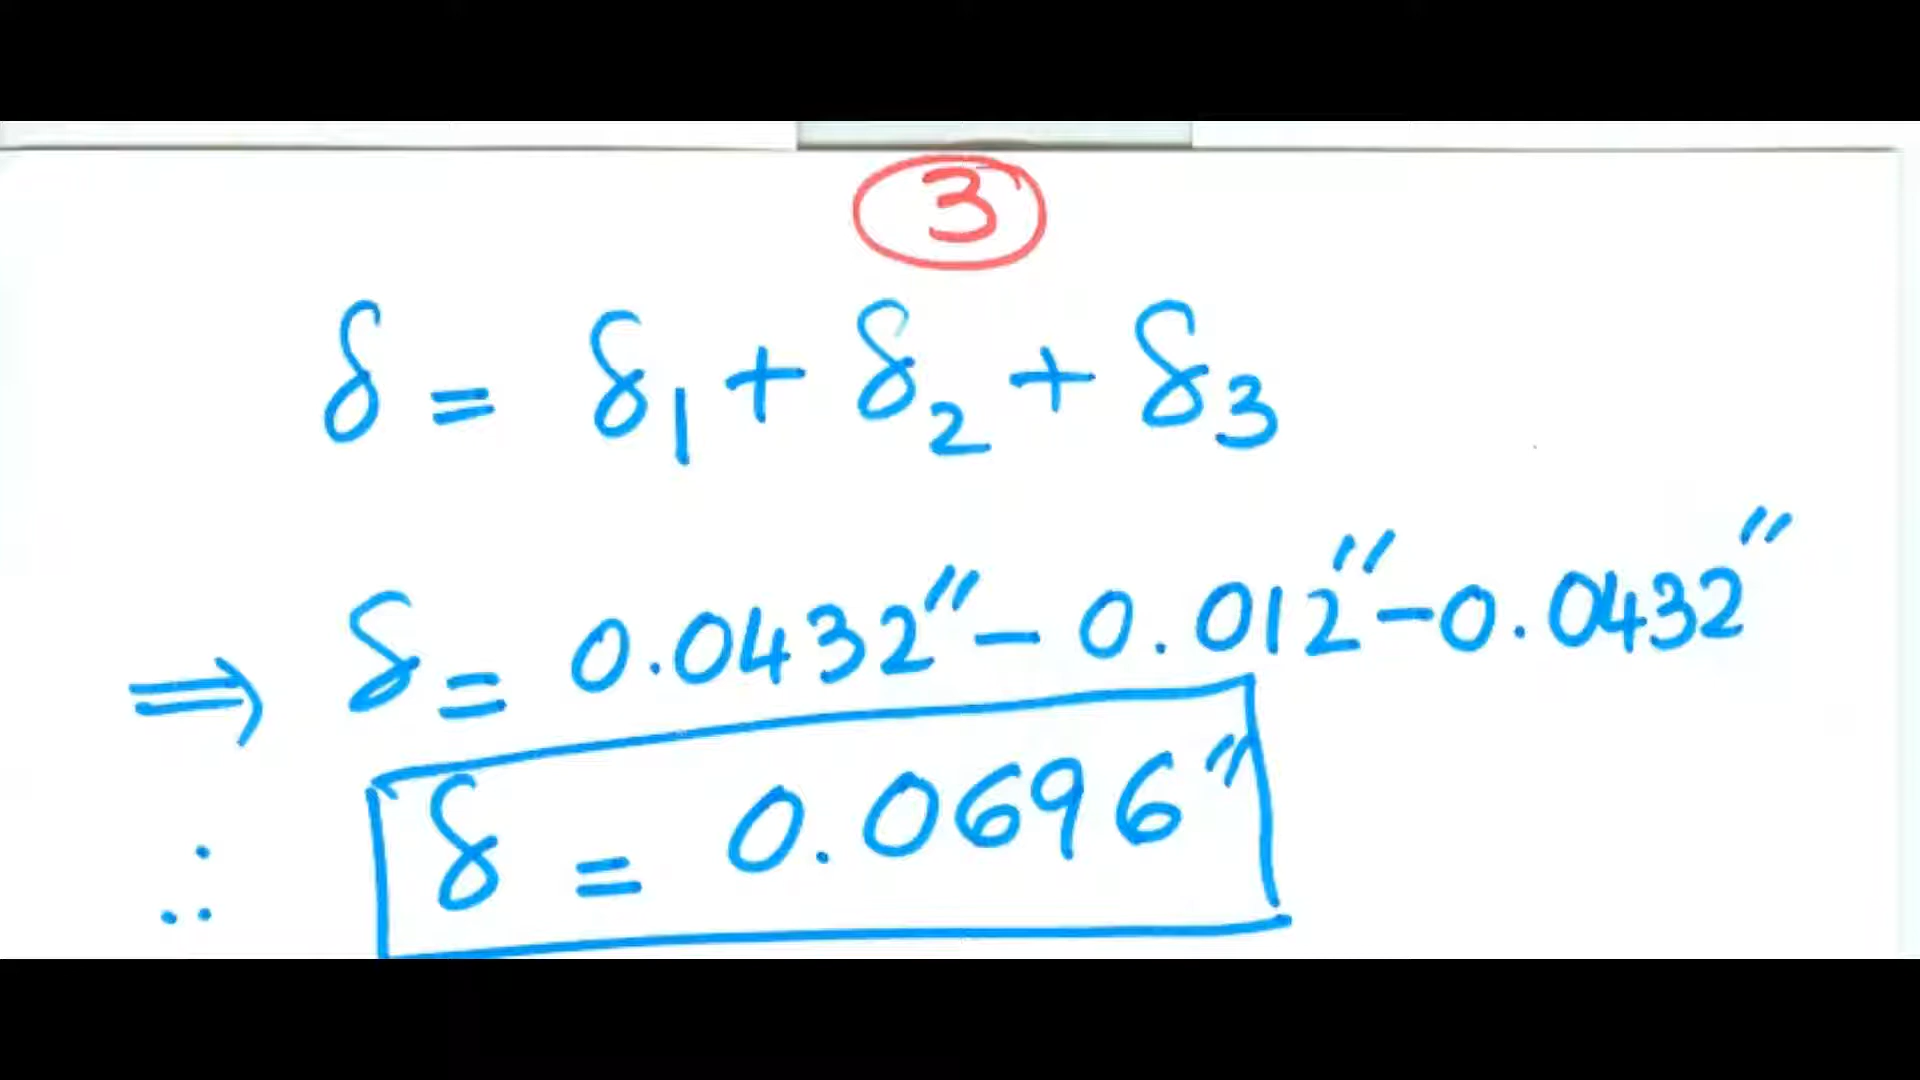 3
δ = δ₁ + δ₂ + δ₃
⇒ δ = 0.0432" - 0.012" - 0.0432"
∴ δ = 0.0696"